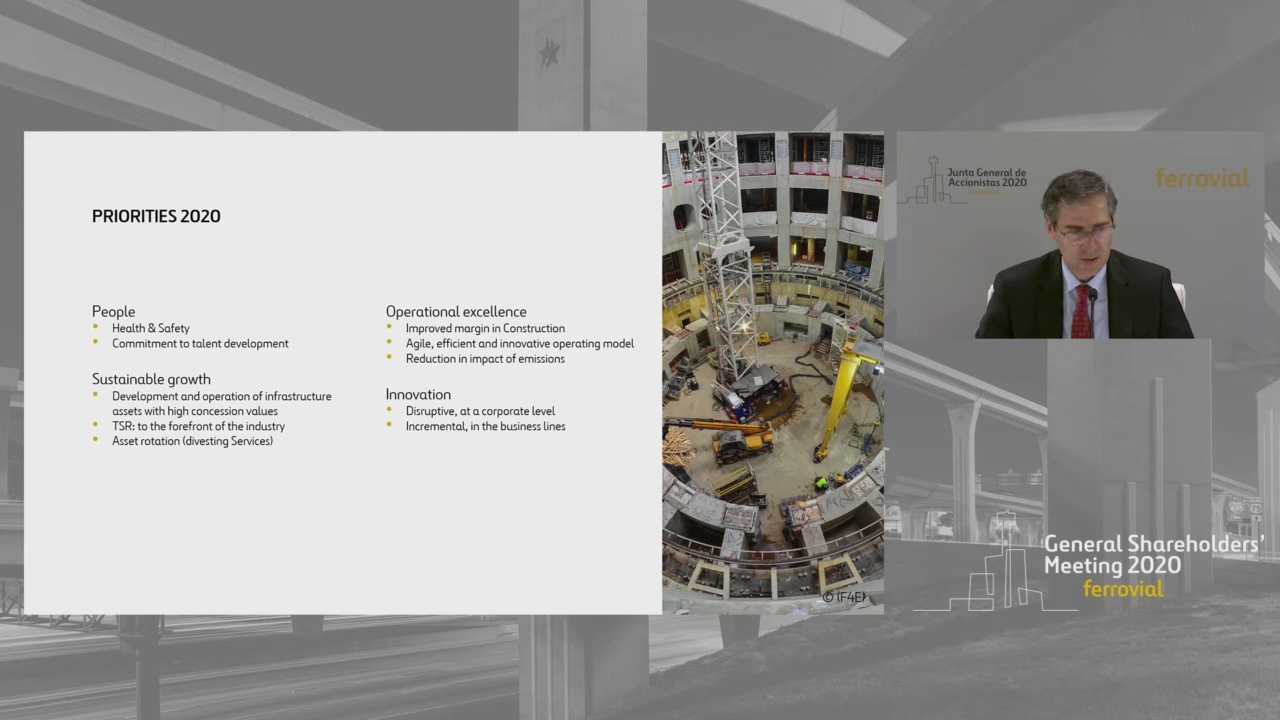 PRIORITIES 2020
People
Health & Safety
Commitment to talent development
Sustainable growth
Development and operation of infrastructure
assets with high concession values
TSR: to the forefront of the industry
Asset rotation (divesting Services)
Operational excellence
Improved margin in Construction
Agile, efficient and innovative operating model
Reduction in impact of emissions
Innovation
Disruptive, at a corporate level
Incremental, in the business lines
© (F4E)
Junta General de
Accionistas 2020
ferrovial
General Shareholders'
Meeting 2020
ferrovial